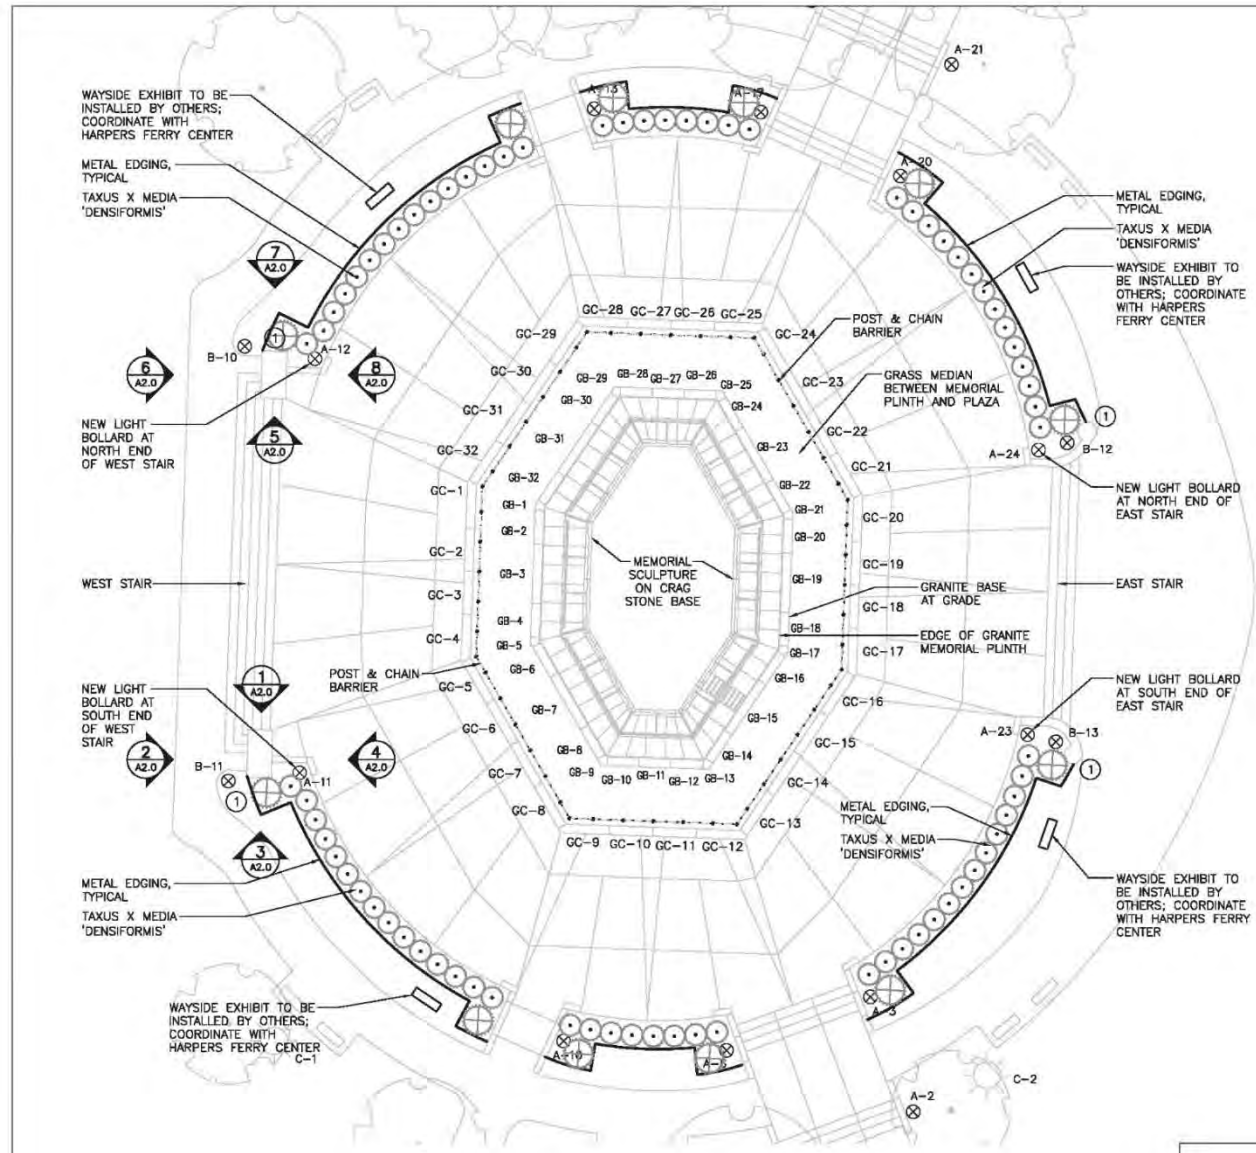 A-21
WAYSIDE EXHIBIT TO BE
INSTALLED BY OTHERS;
COORDINATE WITH
HARPERS FERRY CENTER
METAL EDGING,
TYPICAL
TAXUS X MEDIA
'DENSIFORMIS'
A-13
A-17
A-20
METAL EDGING,
TYPICAL
TAXUS X MEDIA
'DENSIFORMIS'
WAYSIDE EXHIBIT TO
BE INSTALLED BY
OTHERS; COORDINATE
WITH HARPERS
FERRY CENTER
7
A2.0
1
A-12
B-10
6
A2.0
8
A2.0
5
A2.0
NEW LIGHT
BOLLARD AT
NORTH END
OF WEST STAIR
GC-28
GC-27
GC-26
GC-25
GC-29
GC-24
GC-30
GC-23
GC-31
GC-22
GC-32
GC-21
GC-1
GC-20
GC-2
GC-19
GC-3
GC-18
GC-4
GC-17
GC-5
GC-16
GC-6
GC-15
GC-7
GC-14
GC-8
GC-13
GC-9
GC-10
GC-11
GC-12
POST & CHAIN
BARRIER
GRASS MEDIAN
BETWEEN MEMORIAL
PLINTH AND PLAZA
GB-28
GB-27
GB-26
GB-29
GB-25
GB-30
GB-24
GB-31
GB-23
GB-32
GB-22
GB-1
GB-21
GB-2
GB-20
GB-3
GB-19
GB-4
GB-18
GB-5
GB-17
GB-6
GB-16
GB-7
GB-15
GB-8
GB-14
GB-9
GB-10
GB-11
GB-12
GB-13
MEMORIAL
SCULPTURE
ON CRAG
STONE BASE
1
A-24
B-12
NEW LIGHT BOLLARD
AT NORTH END OF
EAST STAIR
WEST STAIR
EAST STAIR
GRANITE BASE
AT GRADE
EDGE OF GRANITE
MEMORIAL PLINTH
POST & CHAIN
BARRIER
NEW LIGHT
BOLLARD AT
SOUTH END
OF WEST
STAIR
1
A2.0
2
A2.0
4
A2.0
3
A2.0
B-11
A-11
1
NEW LIGHT BOLLARD
AT SOUTH END OF
EAST STAIR
A-23
B-13
1
METAL EDGING,
TYPICAL
TAXUS X MEDIA
'DENSIFORMIS'
METAL EDGING,
TYPICAL
TAXUS X MEDIA
'DENSIFORMIS'
WAYSIDE EXHIBIT TO
BE INSTALLED BY
OTHERS; COORDINATE
WITH HARPERS FERRY
CENTER
WAYSIDE EXHIBIT TO BE
INSTALLED BY OTHERS;
COORDINATE WITH
HARPERS FERRY CENTER
C-1
A-10
A-3
C-2
A-2